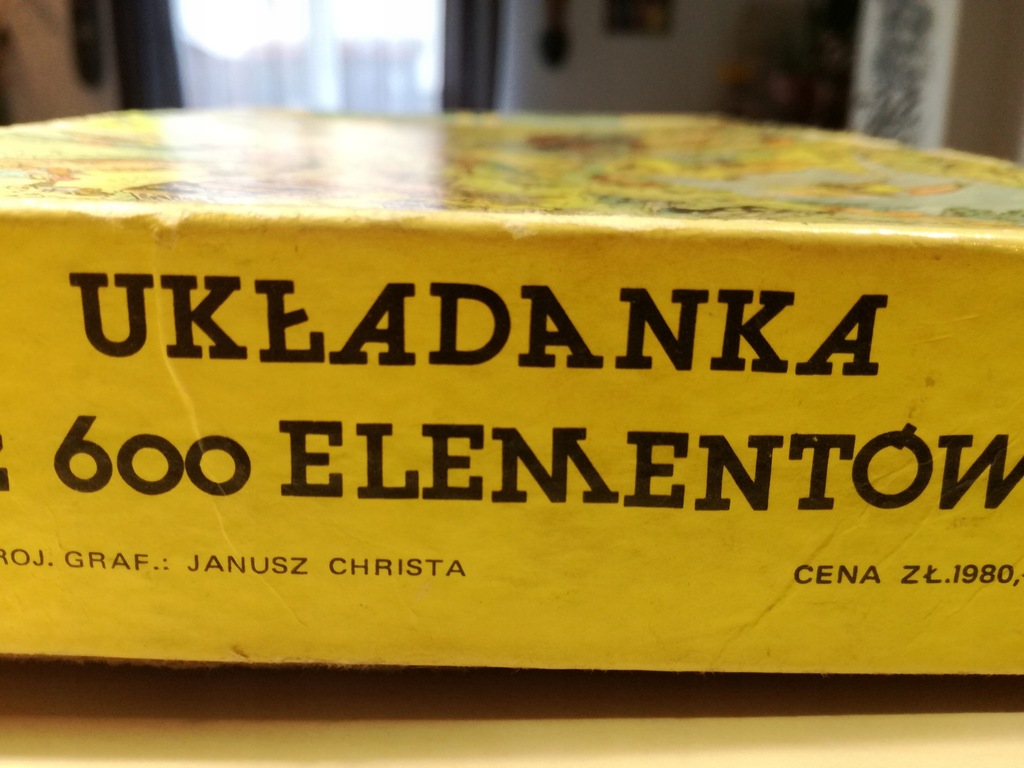 UKŁADANKA
600 ELEMENTÓW
ROJ. GRAF.: JANUSZ CHRISTA
CENA ZŁ.1980,-